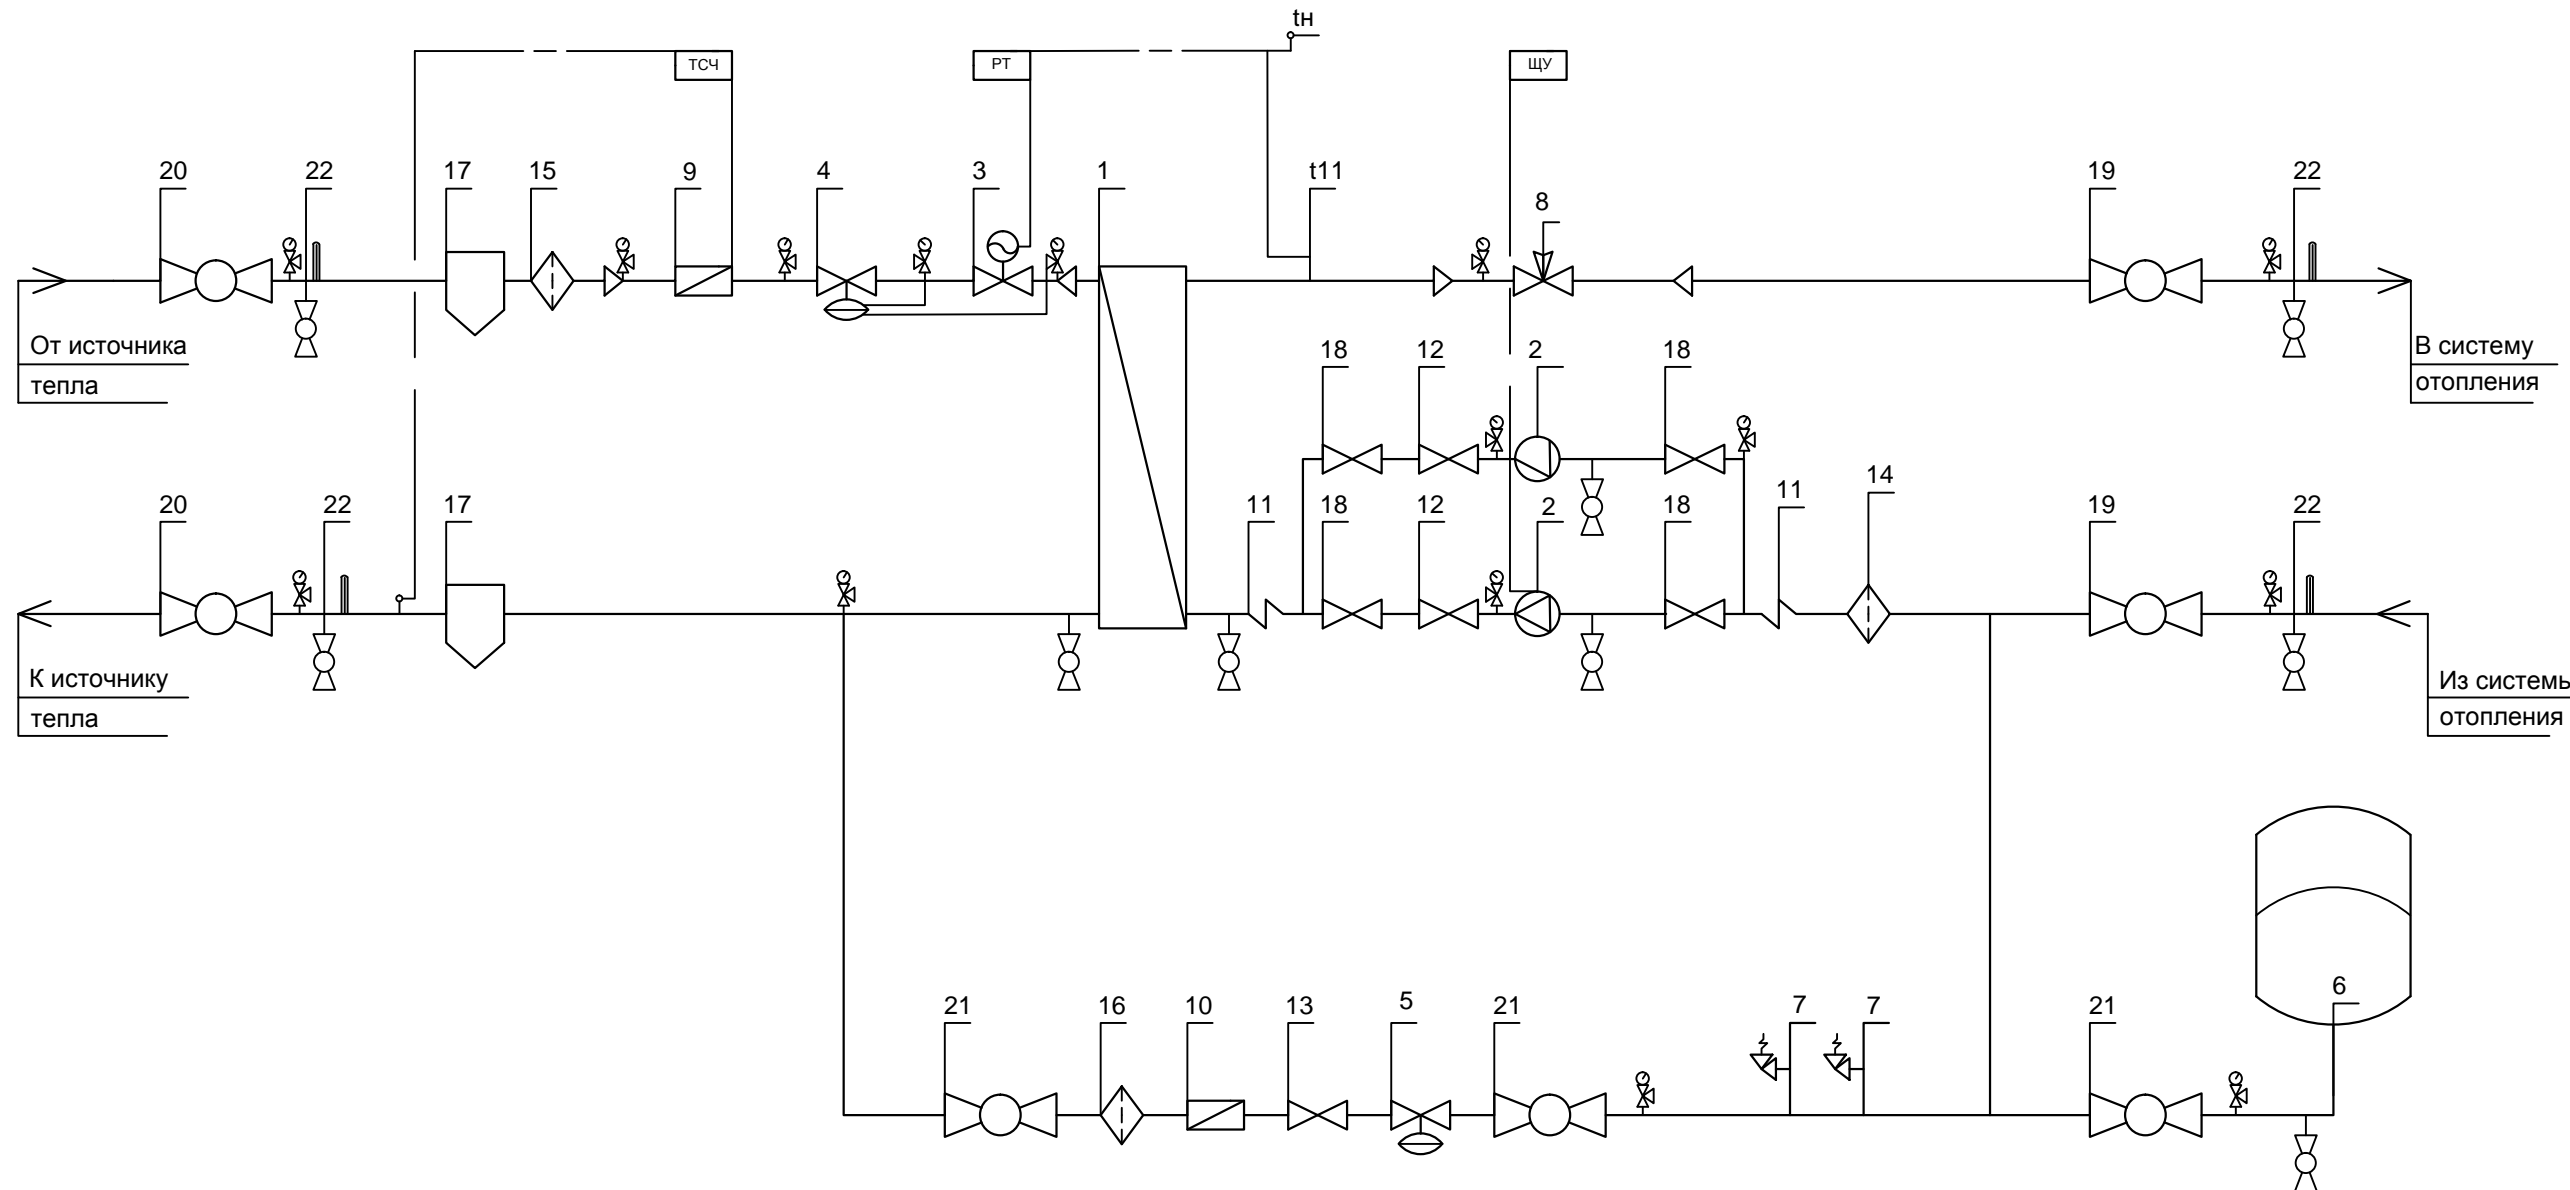 tн
ТСЧ
РТ
ЩУ
20
22
17
15
9
4
3
1
t11
8
19
22
От источника
тепла
В систему
отопления
18
12
2
18
14
11
20
22
17
11
18
12
2
18
19
22
К источнику
тепла
Из системы
отопления
6
21
16
10
13
5
21
7
7
21